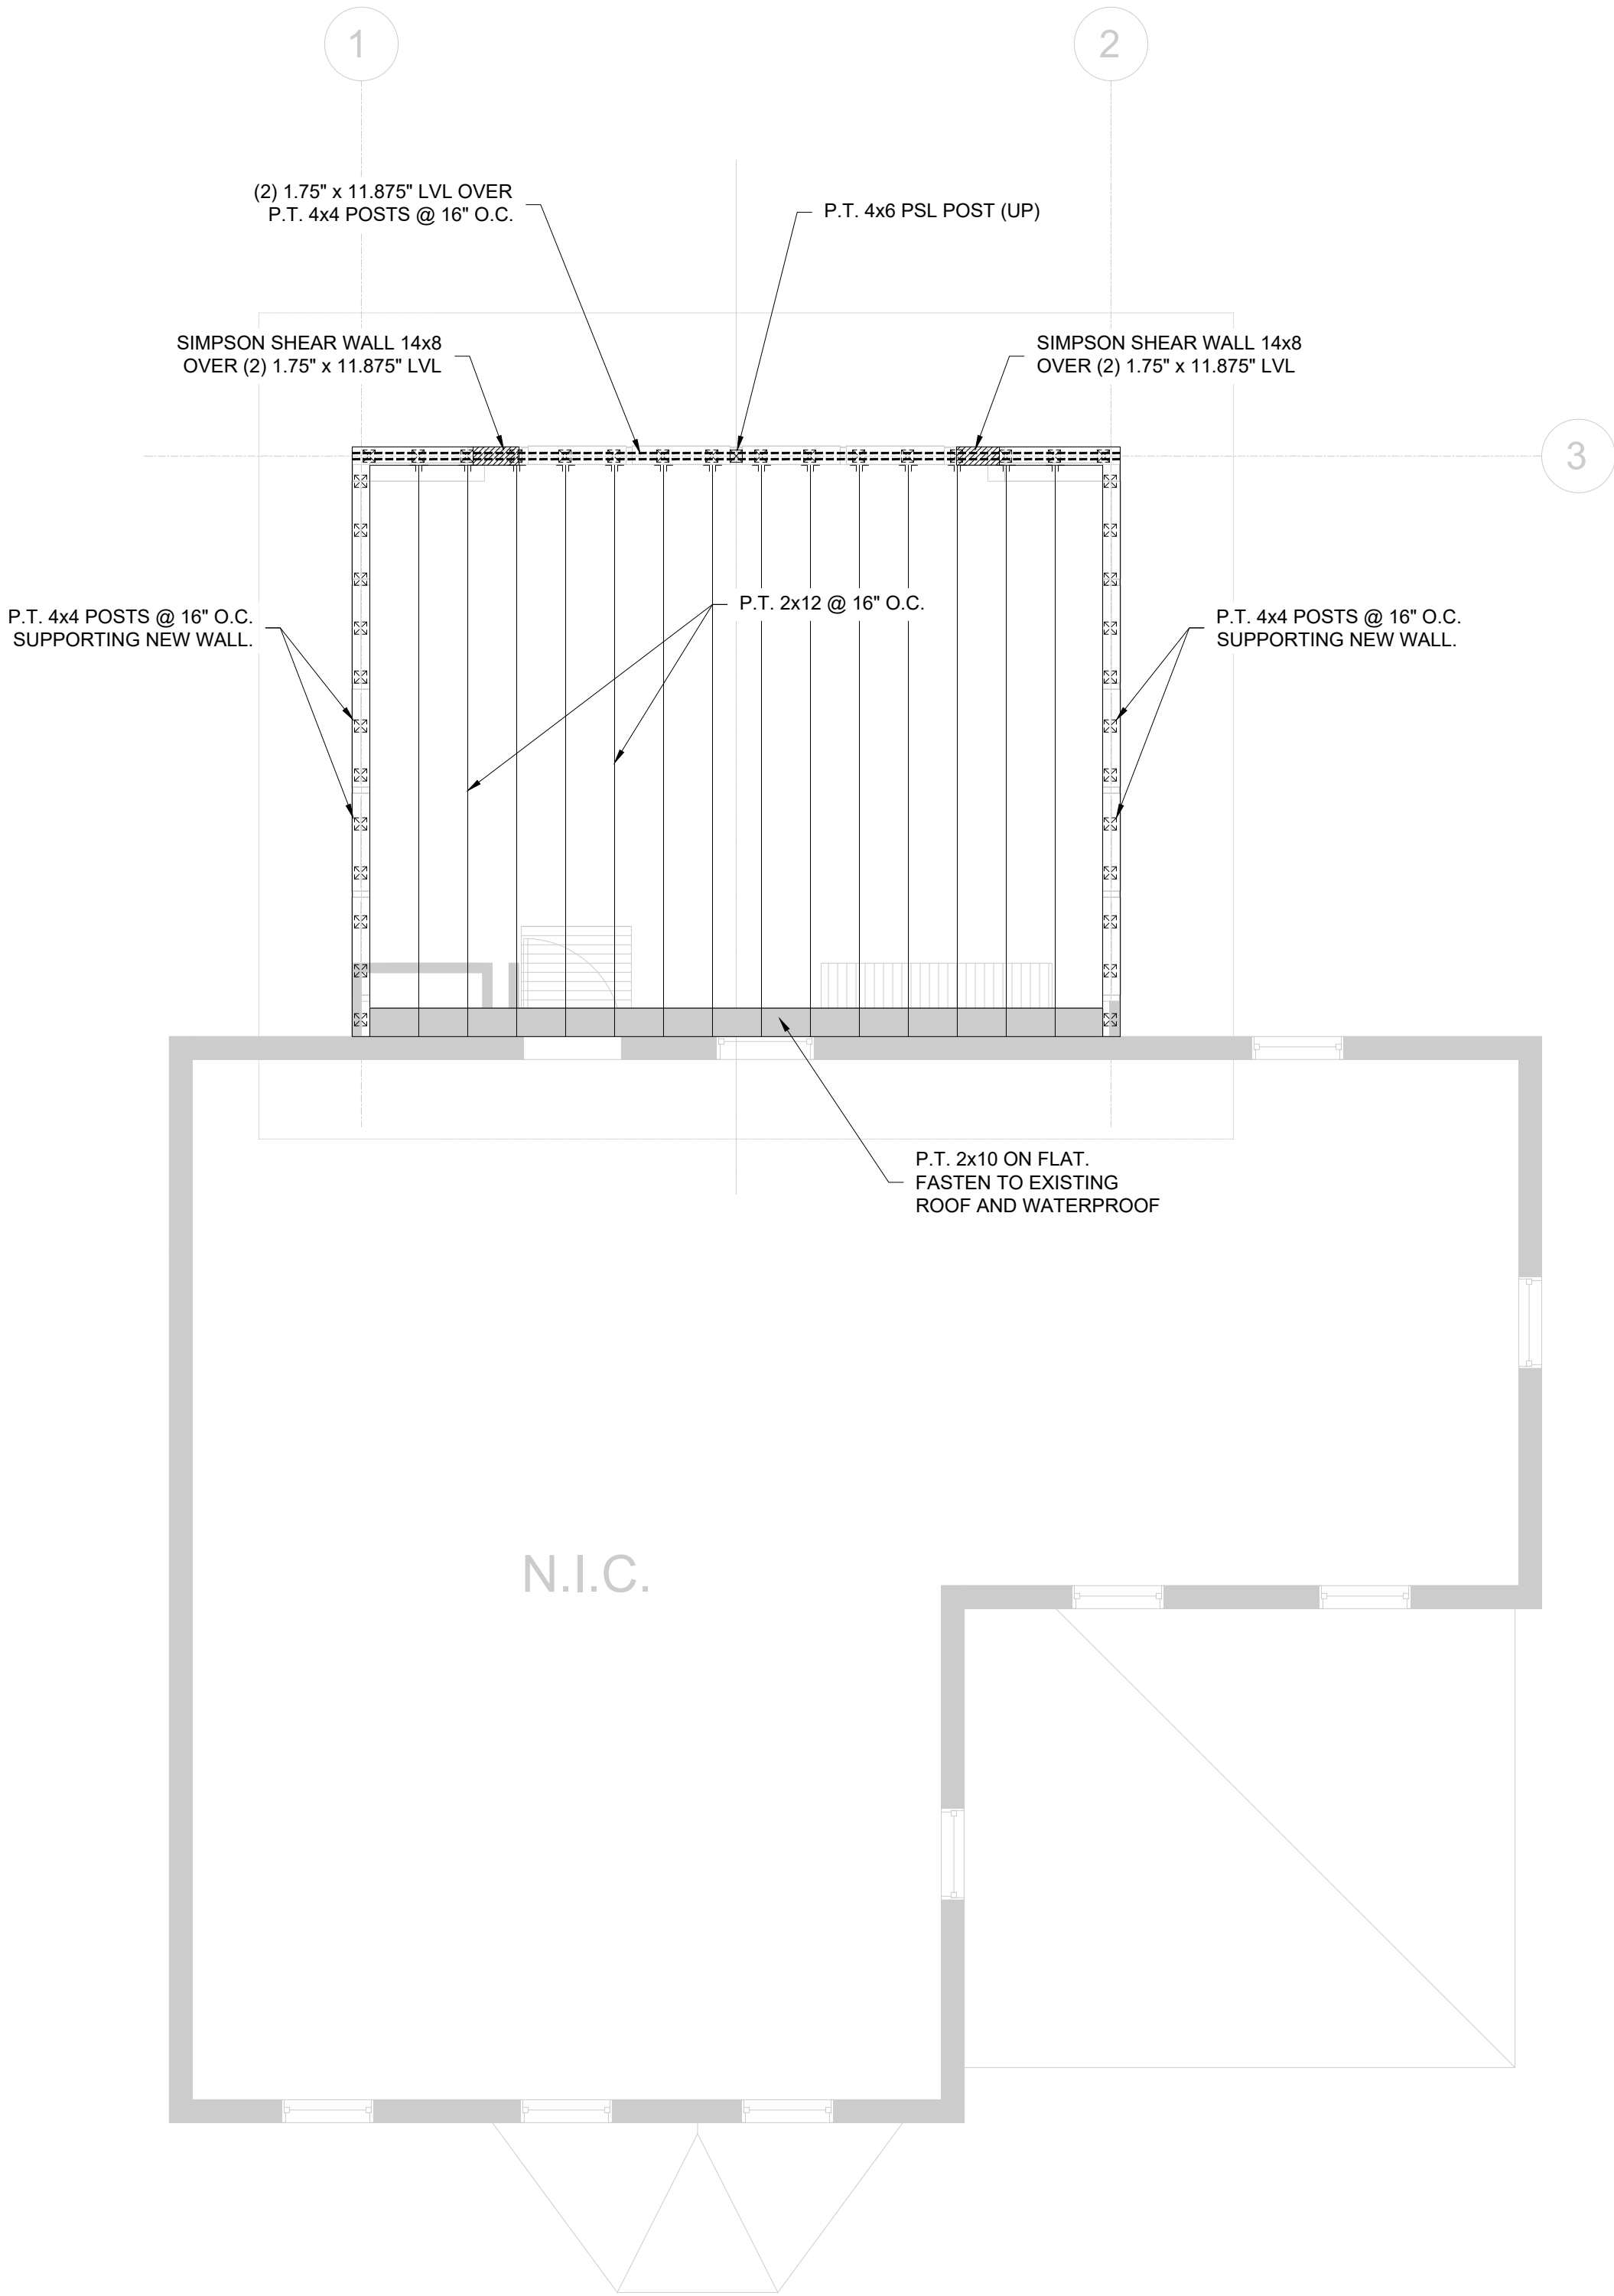 1
2
(2) 1.75" x 11.875" LVL OVER
P.T. 4x4 POSTS @ 16" O.C.
P.T. 4x6 PSL POST (UP)
SIMPSON SHEAR WALL 14x8
OVER (2) 1.75" x 11.875" LVL
SIMPSON SHEAR WALL 14x8
OVER (2) 1.75" x 11.875" LVL
3
P.T. 4x4 POSTS @ 16" O.C.
SUPPORTING NEW WALL.
P.T. 2x12 @ 16" O.C.
P.T. 4x4 POSTS @ 16" O.C.
SUPPORTING NEW WALL.
P.T. 2x10 ON FLAT.
FASTEN TO EXISTING
ROOF AND WATERPROOF
N.I.C.